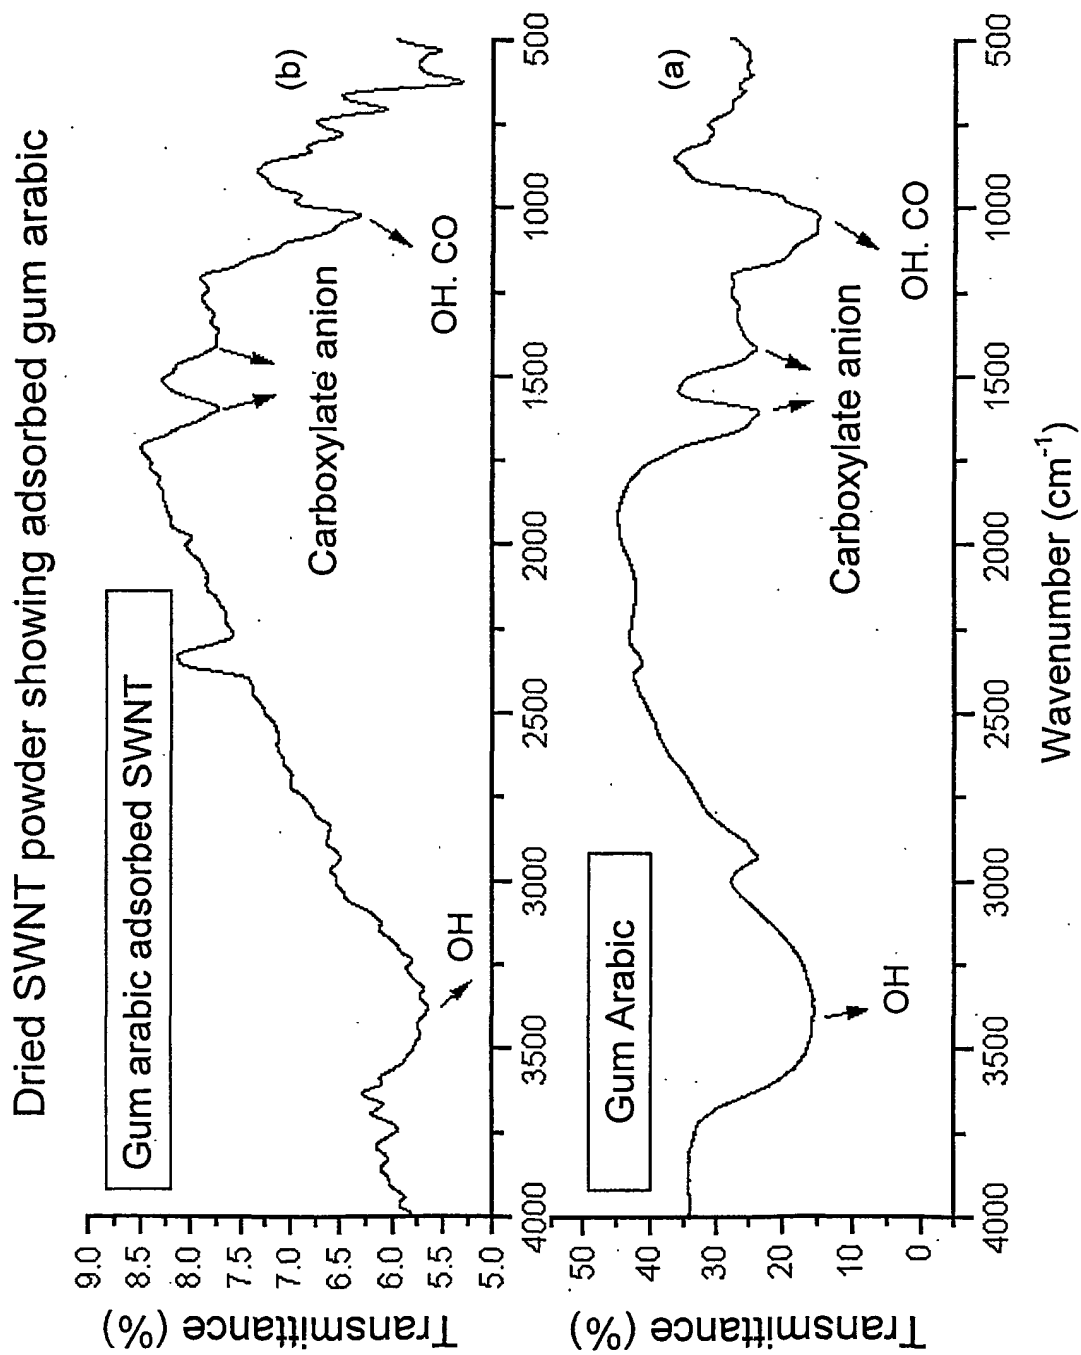 Dried SWNT powder showing adsorbed gum arabic
Gum arabic adsorbed SWNT
(b)
Transmittance (%)
9.0
8.5
8.0
7.5
7.0
6.5
6.0
5.5
5.0
OH
Carboxylate anion
OH. CO
4000 3500 3000 2500 2000 1500 1000 500
Gum Arabic
(a)
Transmittance (%)
50
40
30
20
10
0
OH
Carboxylate anion
OH. CO
4000 3500 3000 2500 2000 1500 1000 500
Wavenumber (cm⁻¹)